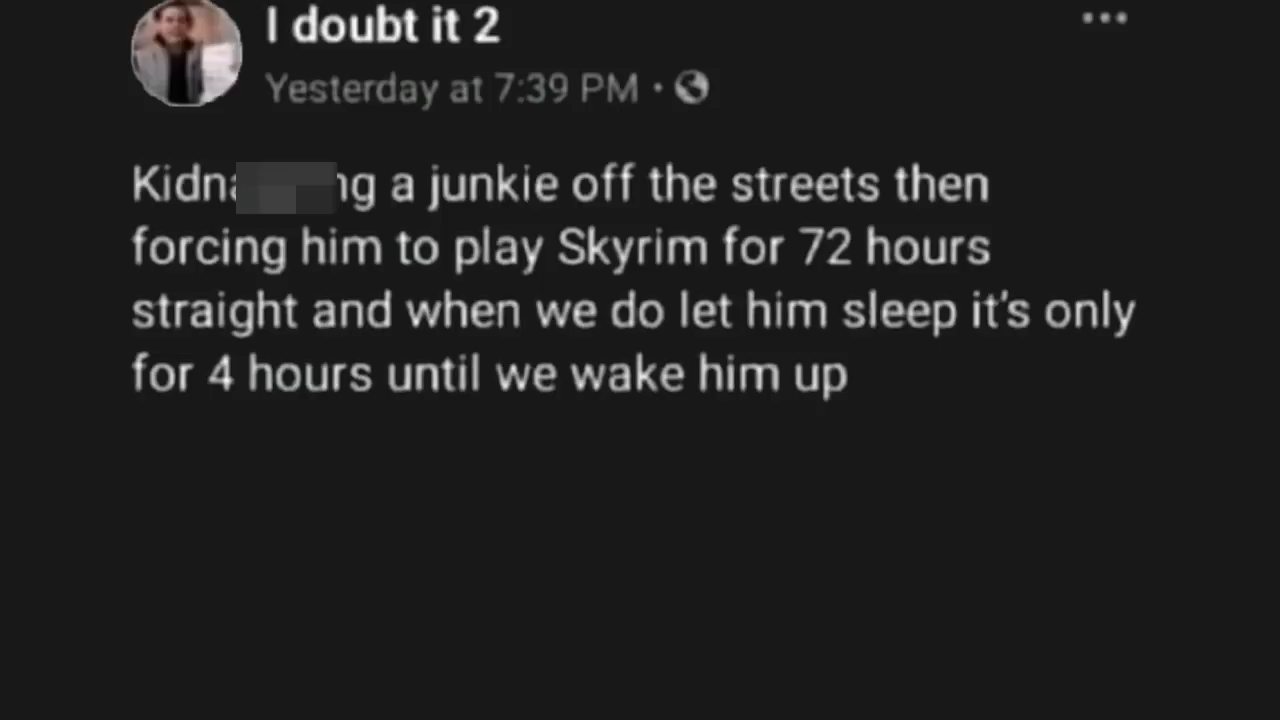 I doubt it 2
Yesterday at 7:39 PM ·
a junkie off the streets then
forcing him to play Skyrim for 72 hours
straight and when we do let him sleep it's only
for 4 hours until we wake him up